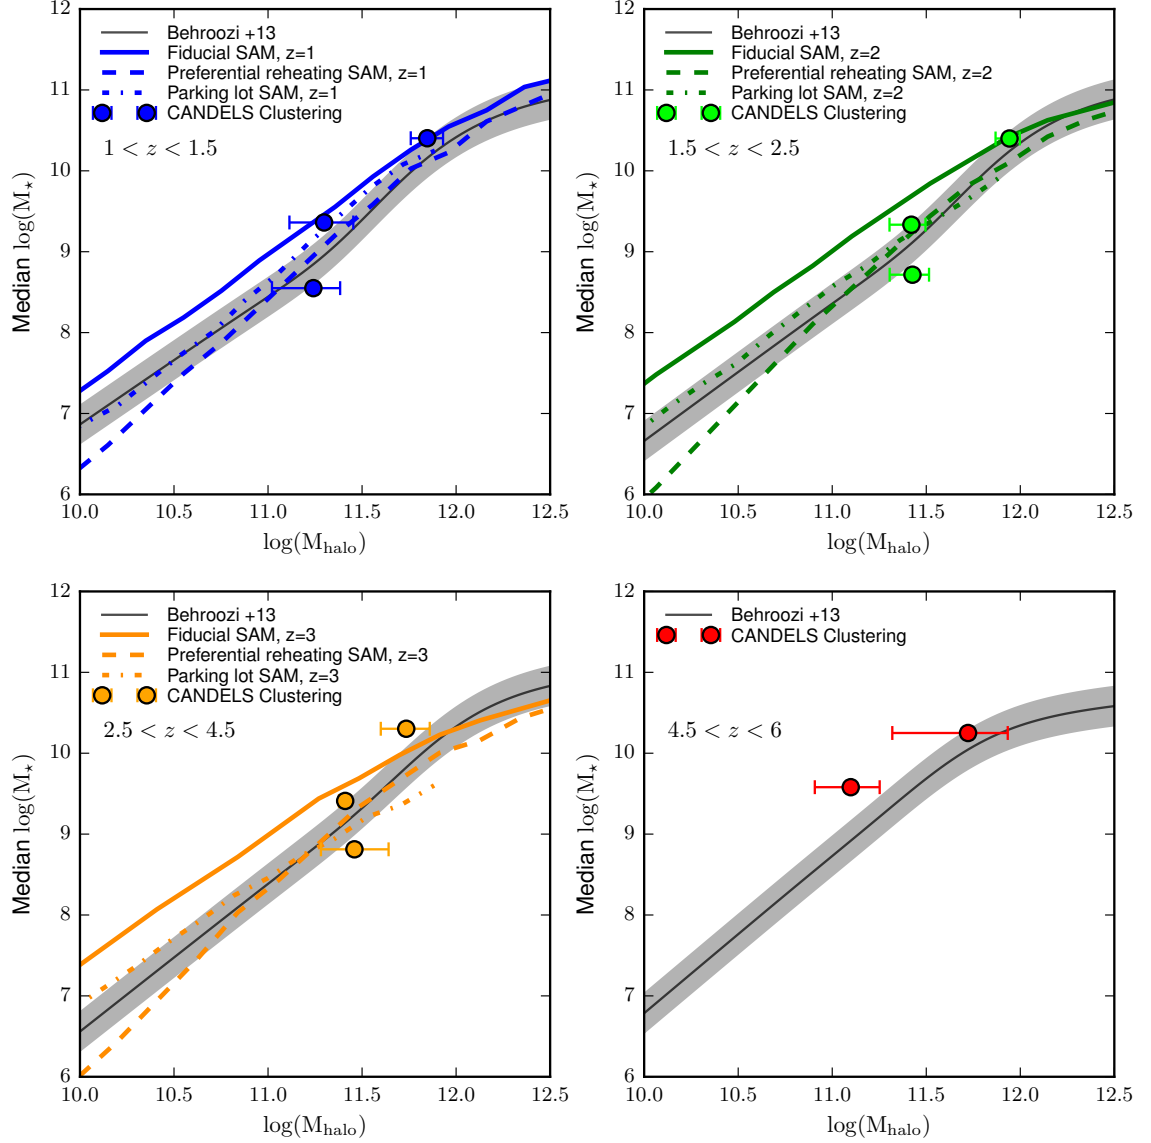 12
11
10
9
8
7
6
Median log(M⋆)
Behroozi +13
Fiducial SAM, z=1
Preferential reheating SAM, z=1
Parking lot SAM, z=1
CANDELS Clustering
1 < z < 1.5
10.0 10.5 11.0 11.5 12.0 12.5
log(M_halo)
12
11
10
9
8
7
6
Median log(M⋆)
Behroozi +13
Fiducial SAM, z=2
Preferential reheating SAM, z=2
Parking lot SAM, z=2
CANDELS Clustering
1.5 < z < 2.5
10.0 10.5 11.0 11.5 12.0 12.5
log(M_halo)
12
11
10
9
8
7
6
Median log(M⋆)
Behroozi +13
Fiducial SAM, z=3
Preferential reheating SAM, z=3
Parking lot SAM, z=3
CANDELS Clustering
2.5 < z < 4.5
10.0 10.5 11.0 11.5 12.0 12.5
log(M_halo)
12
11
10
9
8
7
6
Median log(M⋆)
Behroozi +13
CANDELS Clustering
4.5 < z < 6
10.0 10.5 11.0 11.5 12.0 12.5
log(M_halo)